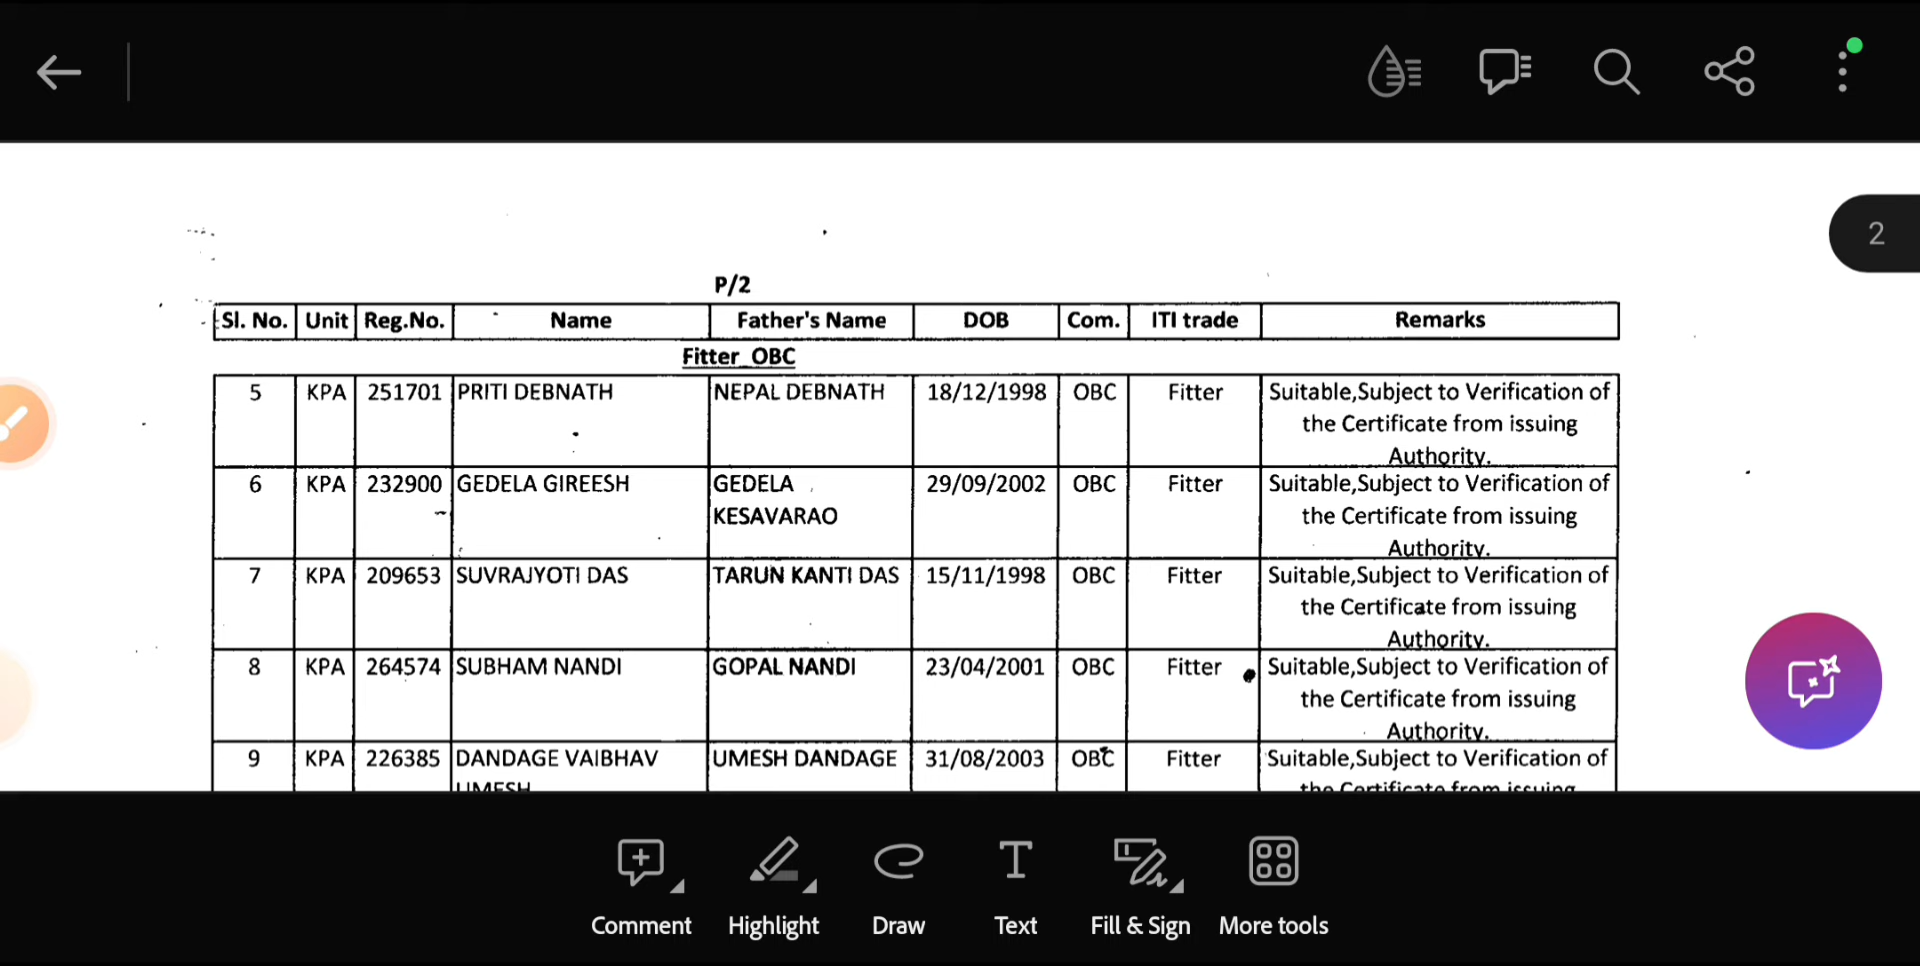 2
P/2
Sl. No. Unit Reg.No. Name Father's Name DOB Com. ITI trade Remarks
Fitter_OBC
5 KPA 251701 PRITI DEBNATH NEPAL DEBNATH 18/12/1998 OBC Fitter Suitable,Subject to Verification of
the Certificate from issuing
Authority.
6 KPA 232900 GEDELA GIREESH GEDELA 29/09/2002 OBC Fitter Suitable,Subject to Verification of
KESAVARAO the Certificate from issuing
Authority.
7 KPA 209653 SUVRAJYOTI DAS TARUN KANTI DAS 15/11/1998 OBC Fitter Suitable,Subject to Verification of
the Certificate from issuing
Authority.
8 KPA 264574 SUBHAM NANDI GOPAL NANDI 23/04/2001 OBC Fitter Suitable,Subject to Verification of
the Certificate from issuing
Authority.
9 KPA 226385 DANDAGE VAIBHAV UMESH DANDAGE 31/08/2003 OBC Fitter Suitable,Subject to Verification of
UMESH the Certificate from issuing
Comment Highlight Draw Text Fill & Sign More tools